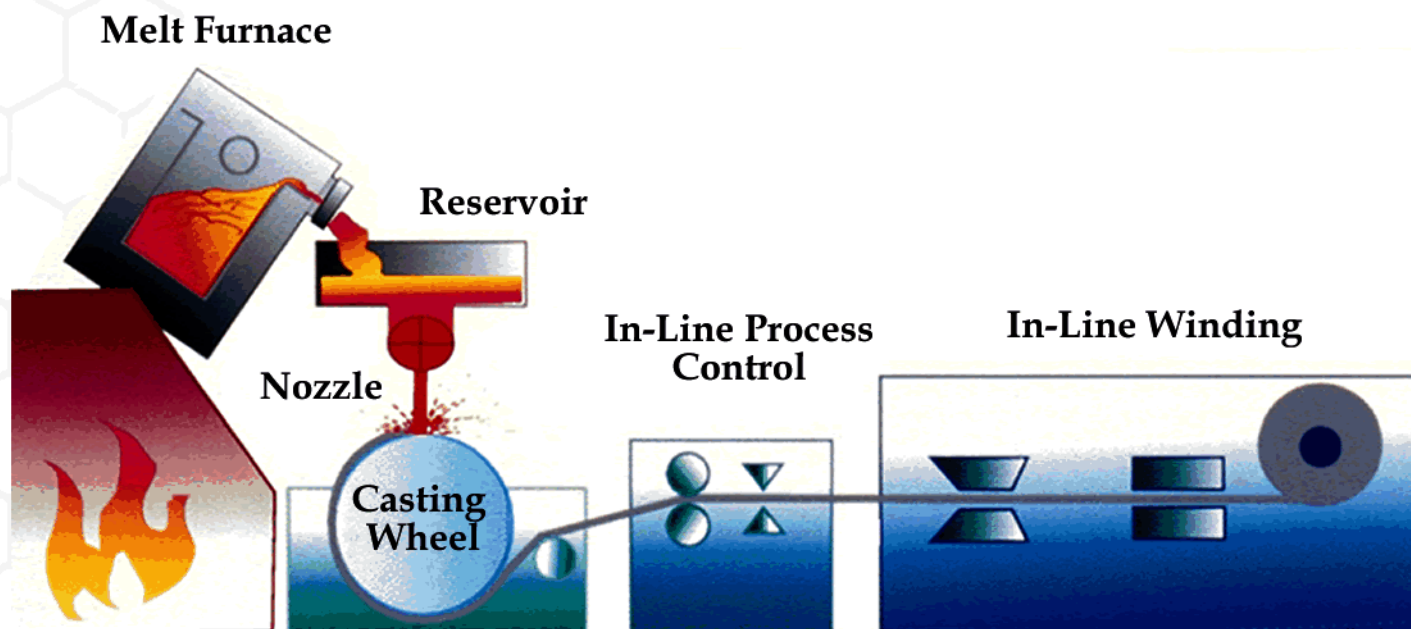 Melt Furnace
Reservoir
In-Line Process
Control
In-Line Winding
Nozzle
Casting
Wheel